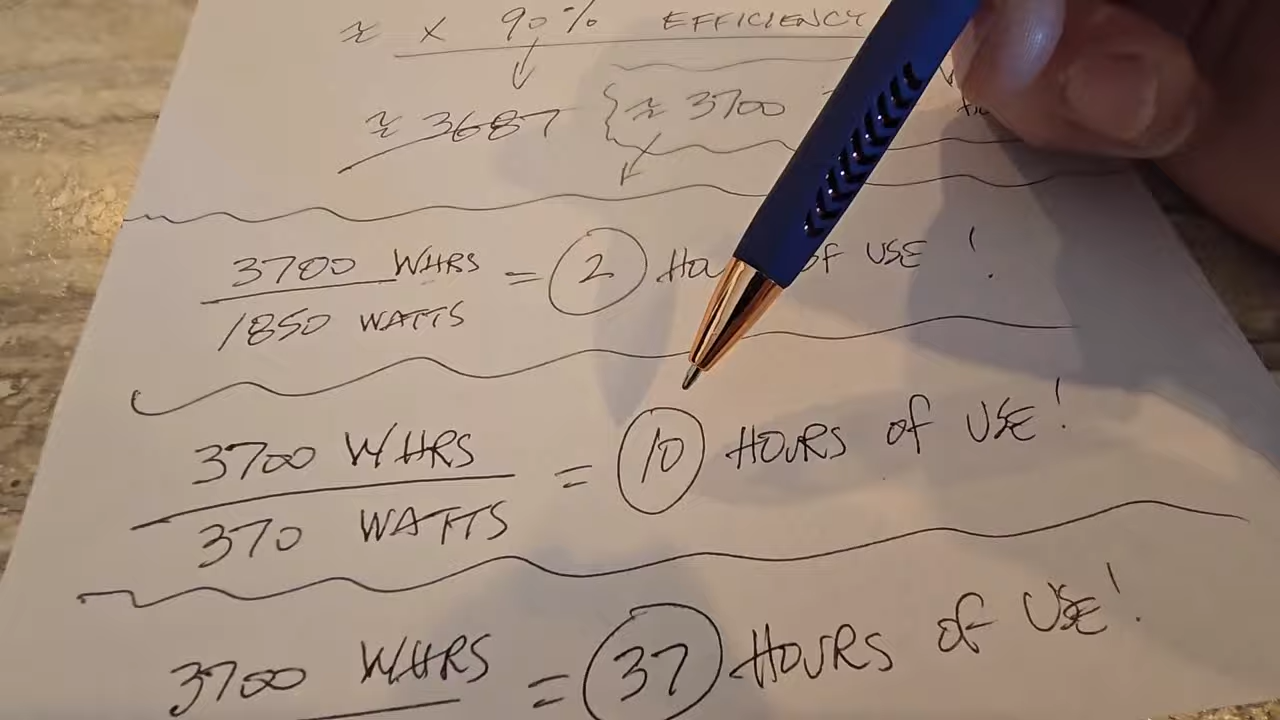 ≈ x 90% EFFICIENCY
≈ 3687 { ≈ 3700
3700 WHRS = 2 of USE!
1850 WATTS
3700 WHRS = 10 HOURS of USE!
370 WATTS
3700 WHRS = 37 HOURS of USE!